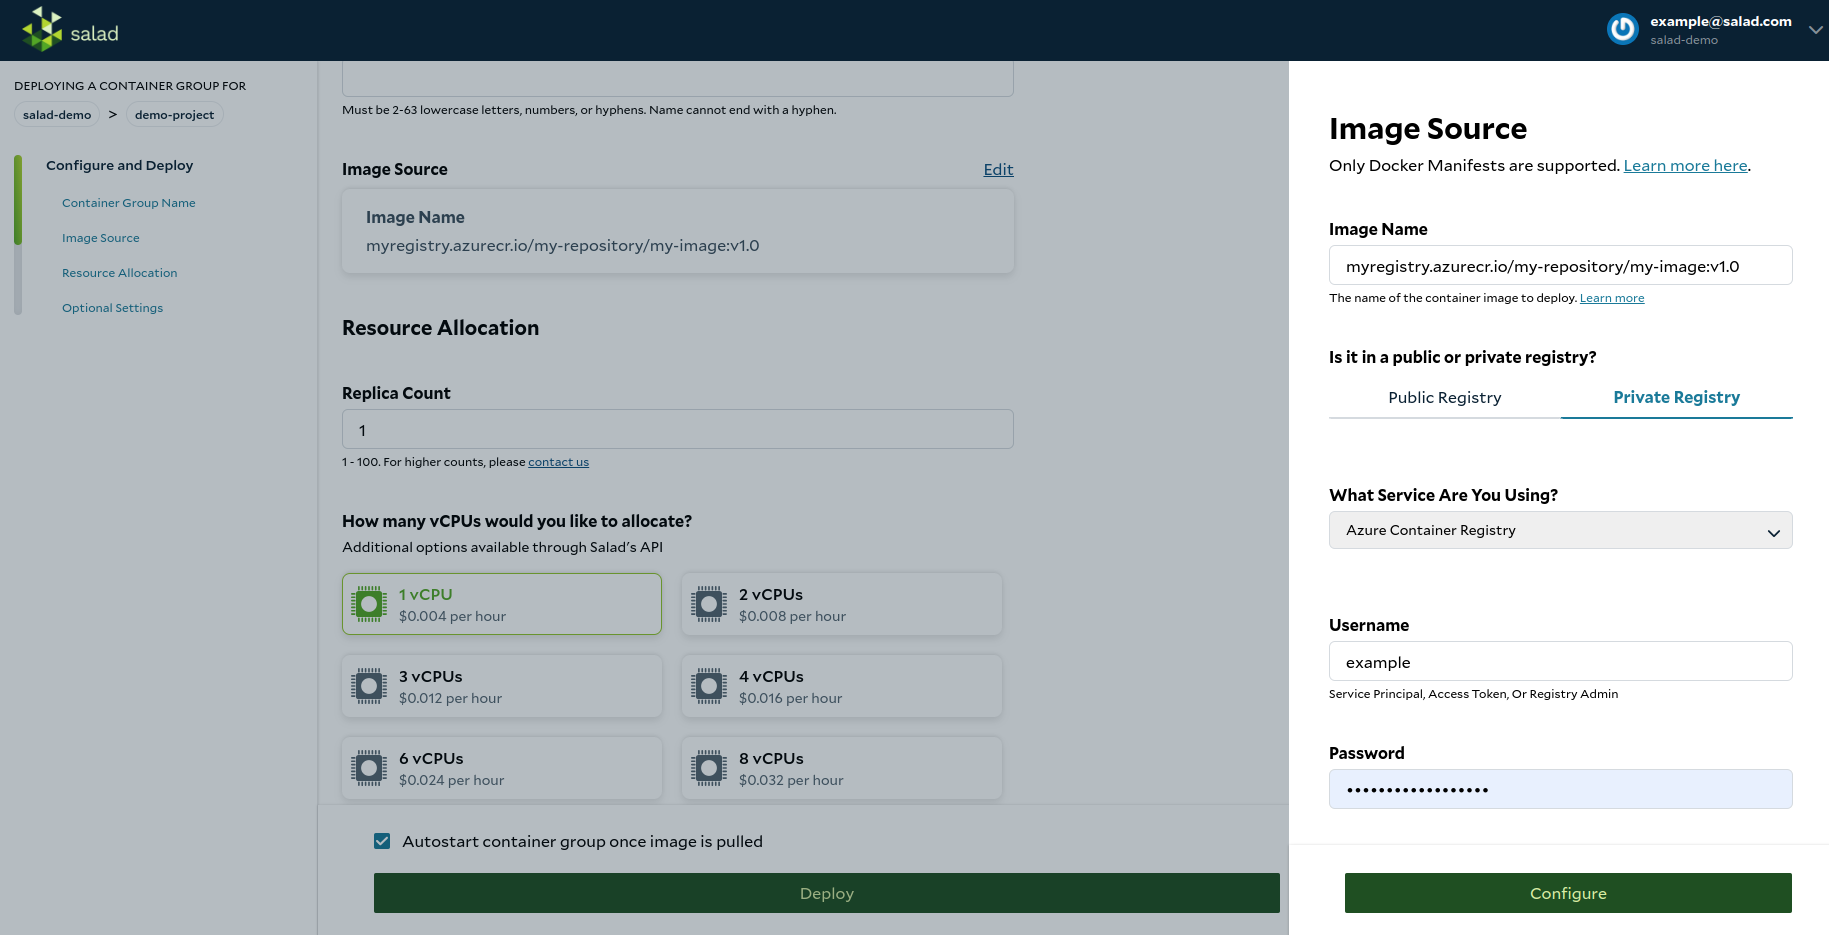 salad
example@salad.com
salad-demo
DEPLOYING A CONTAINER GROUP FOR
salad-demo > demo-project
Configure and Deploy
Container Group Name
Image Source
Resource Allocation
Optional Settings
Must be 2-63 lowercase letters, numbers, or hyphens. Name cannot end with a hyphen.
Image Source
Edit
Image Name
myregistry.azurecr.io/my-repository/my-image:v1.0
Resource Allocation
Replica Count
1
1 - 100. For higher counts, please contact us
How many vCPUs would you like to allocate?
Additional options available through Salad's API
1 vCPU
$0.004 per hour
2 vCPUs
$0.008 per hour
3 vCPUs
$0.012 per hour
4 vCPUs
$0.016 per hour
6 vCPUs
$0.024 per hour
8 vCPUs
$0.032 per hour
Autostart container group once image is pulled
Deploy
Image Source
Only Docker Manifests are supported. Learn more here.
Image Name
myregistry.azurecr.io/my-repository/my-image:v1.0
The name of the container image to deploy. Learn more
Is it in a public or private registry?
Public Registry
Private Registry
What Service Are You Using?
Azure Container Registry
Username
example
Service Principal, Access Token, Or Registry Admin
Password
••••••••••••••••••
Configure